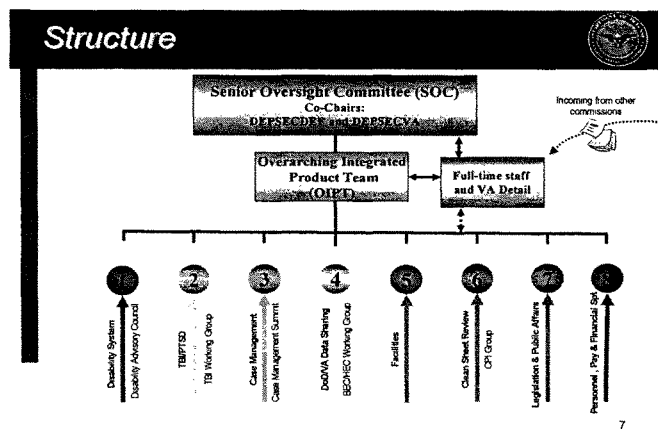 Structure
Senior Oversight Committee (SOC)
Co-Chairs:
DEPSECDEF and DEPSECVA
Incoming from other
commissions
Overarching Integrated
Product Team
(OIPT)
Full-time staff
and VA Detail
1
2
3
4
5
6
7
8
Disability System
Disability Advisory Council
TBI/PTSD
TBI Working Group
Case Management
Case Management Summit
DoD/VA Data Sharing
BEC/HEC Working Group
Facilities
Clean Sheet Review
CPI Group
Legislation & Public Affairs
Personnel, Pay & Financial Spt.
7